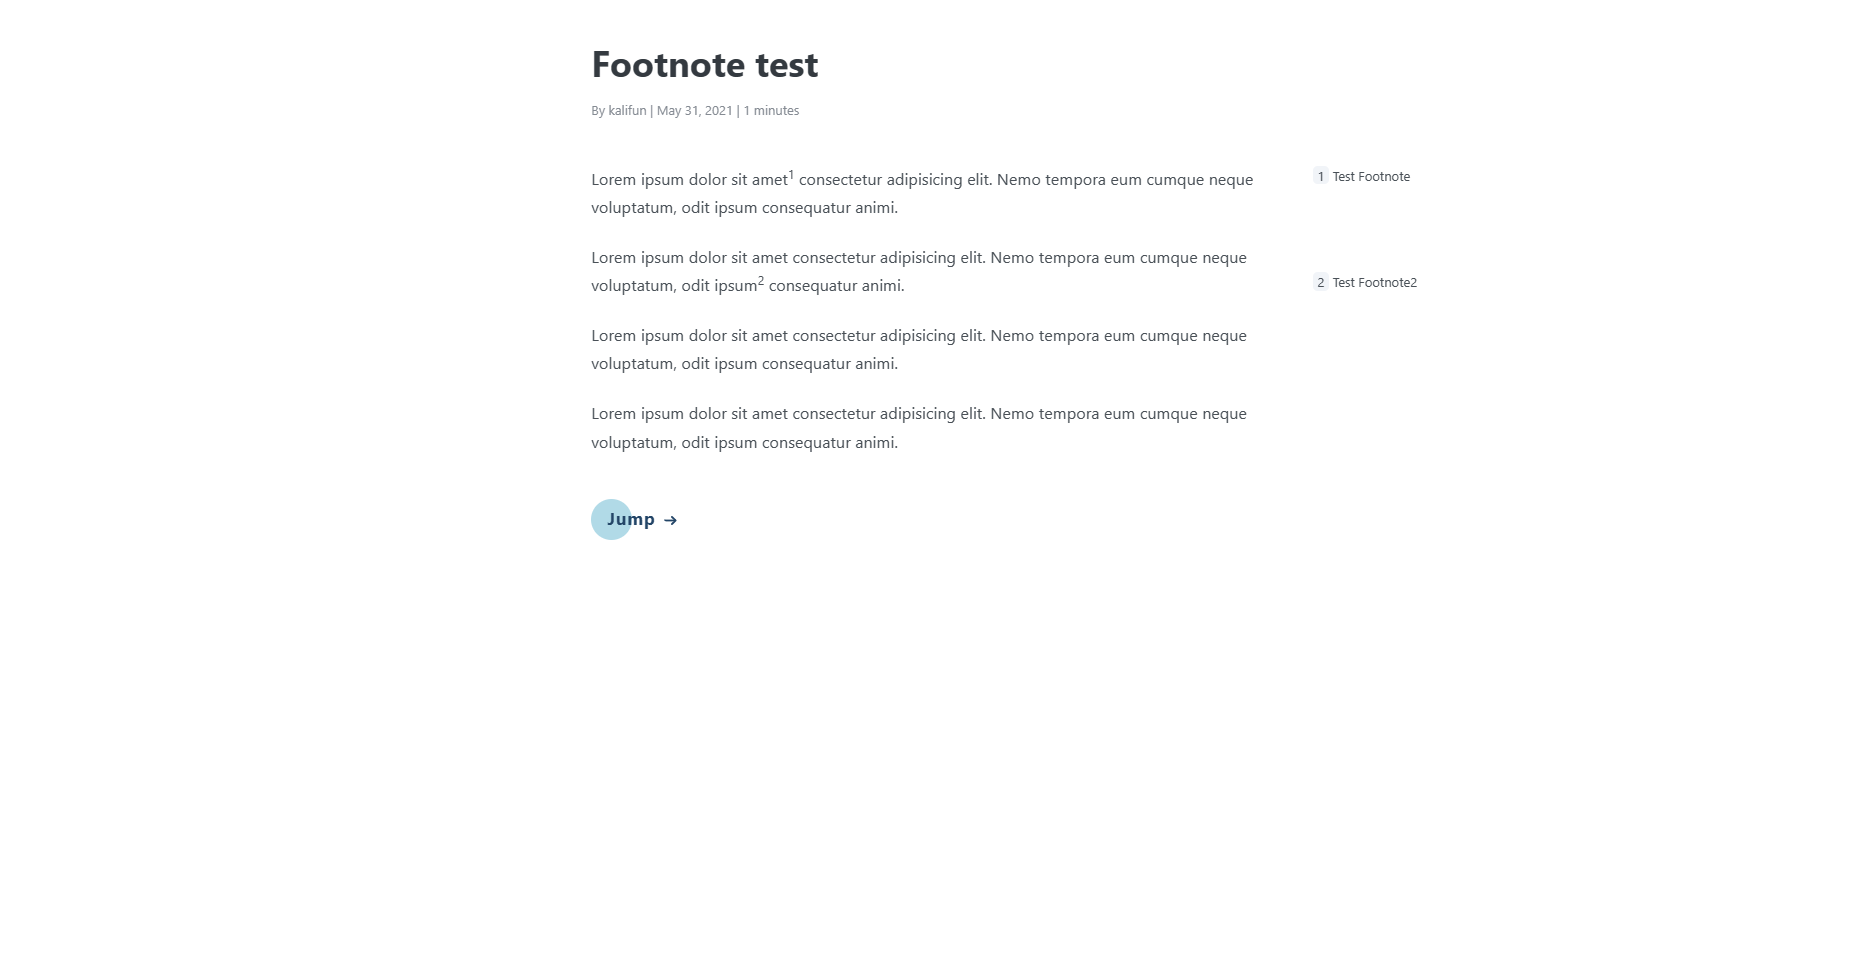 Footnote test
By kalifun | May 31, 2021 | 1 minutes
Lorem ipsum dolor sit amet1 consectetur adipisicing elit. Nemo tempora eum cumque neque
voluptatum, odit ipsum consequatur animi.
1 Test Footnote
Lorem ipsum dolor sit amet consectetur adipisicing elit. Nemo tempora eum cumque neque
voluptatum, odit ipsum2 consequatur animi.
2 Test Footnote2
Lorem ipsum dolor sit amet consectetur adipisicing elit. Nemo tempora eum cumque neque
voluptatum, odit ipsum consequatur animi.
Lorem ipsum dolor sit amet consectetur adipisicing elit. Nemo tempora eum cumque neque
voluptatum, odit ipsum consequatur animi.
Jump →